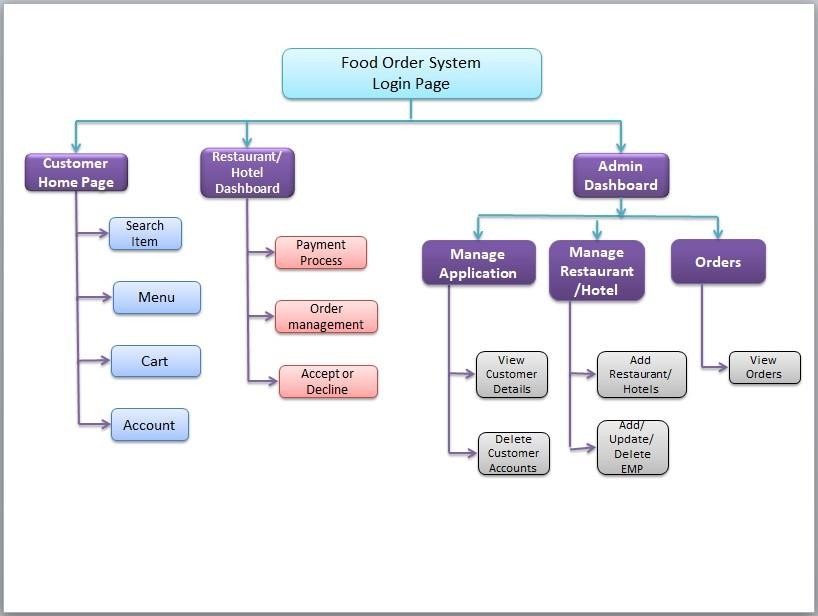 Food Order System
Login Page
Customer
Home Page
Restaurant/
Hotel
Dashboard
Admin
Dashboard
Search
Item
Menu
Cart
Account
Payment
Process
Order
management
Accept or
Decline
Manage
Application
Manage
Restaurant
/Hotel
Orders
View
Customer
Details
Delete
Customer
Accounts
Add
Restaurant/
Hotels
Add/
Update/
Delete
EMP
View
Orders